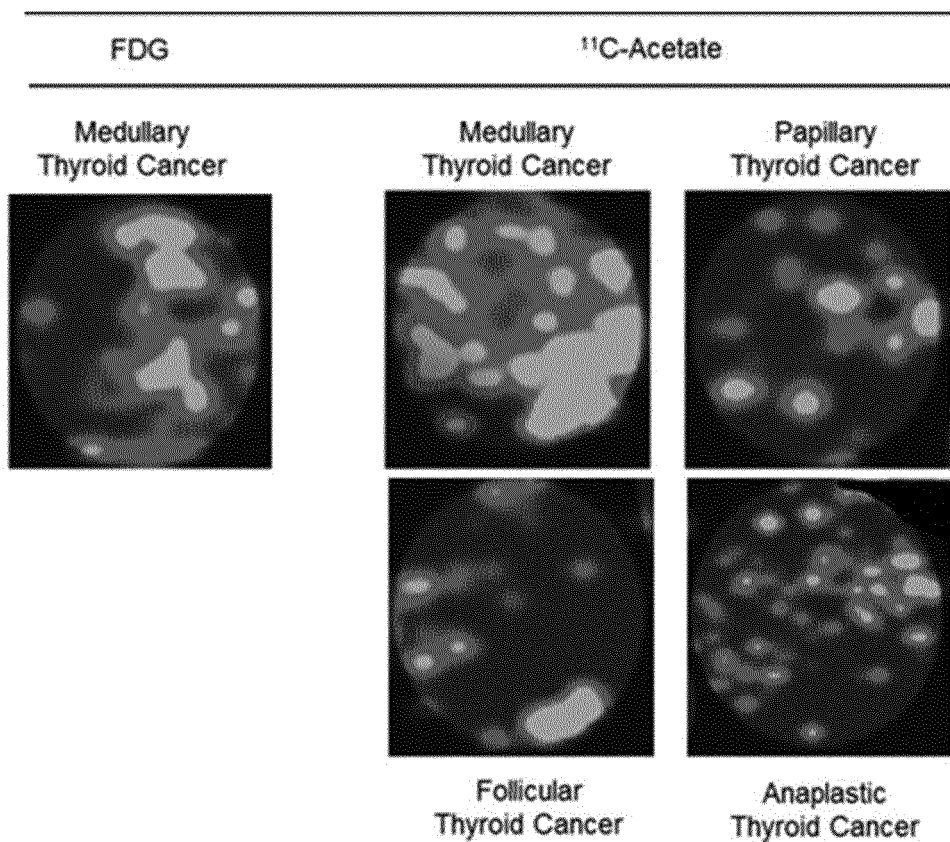 FDG
¹¹C-Acetate
Medullary
Thyroid Cancer
Medullary
Thyroid Cancer
Papillary
Thyroid Cancer
Follicular
Thyroid Cancer
Anaplastic
Thyroid Cancer